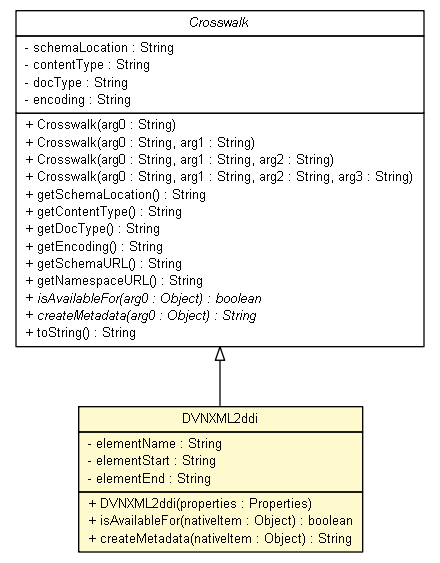 Crosswalk
- schemaLocation : String
- contentType : String
- docType : String
- encoding : String
+ Crosswalk(arg0 : String)
+ Crosswalk(arg0 : String, arg1 : String)
+ Crosswalk(arg0 : String, arg1 : String, arg2 : String)
+ Crosswalk(arg0 : String, arg1 : String, arg2 : String, arg3 : String)
+ getSchemaLocation() : String
+ getContentType() : String
+ getDocType() : String
+ getEncoding() : String
+ getSchemaURL() : String
+ getNamespaceURL() : String
+ isAvailableFor(arg0 : Object) : boolean
+ createMetadata(arg0 : Object) : String
+ toString() : String
DVNXML2ddi
- elementName : String
- elementStart : String
- elementEnd : String
+ DVNXML2ddi(properties : Properties)
+ isAvailableFor(nativeItem : Object) : boolean
+ createMetadata(nativeItem : Object) : String